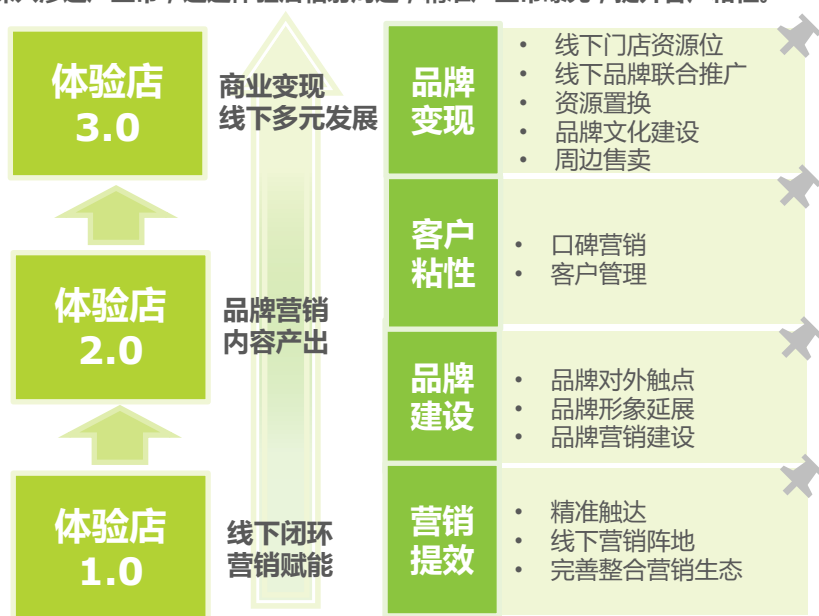 体验店
3.0
商业变现
线下多元发展
品牌
变现
• 线下门店资源位
• 线下品牌联合推广
• 资源置换
• 品牌文化建设
• 周边售卖
客户
粘性
• 口碑营销
• 客户管理
体验店
2.0
品牌营销
内容产出
品牌
建设
• 品牌对外触点
• 品牌形象延展
• 品牌营销建设
体验店
1.0
线下闭环
营销赋能
营销
提效
• 精准触达
• 线下营销阵地
• 完善整合营销生态